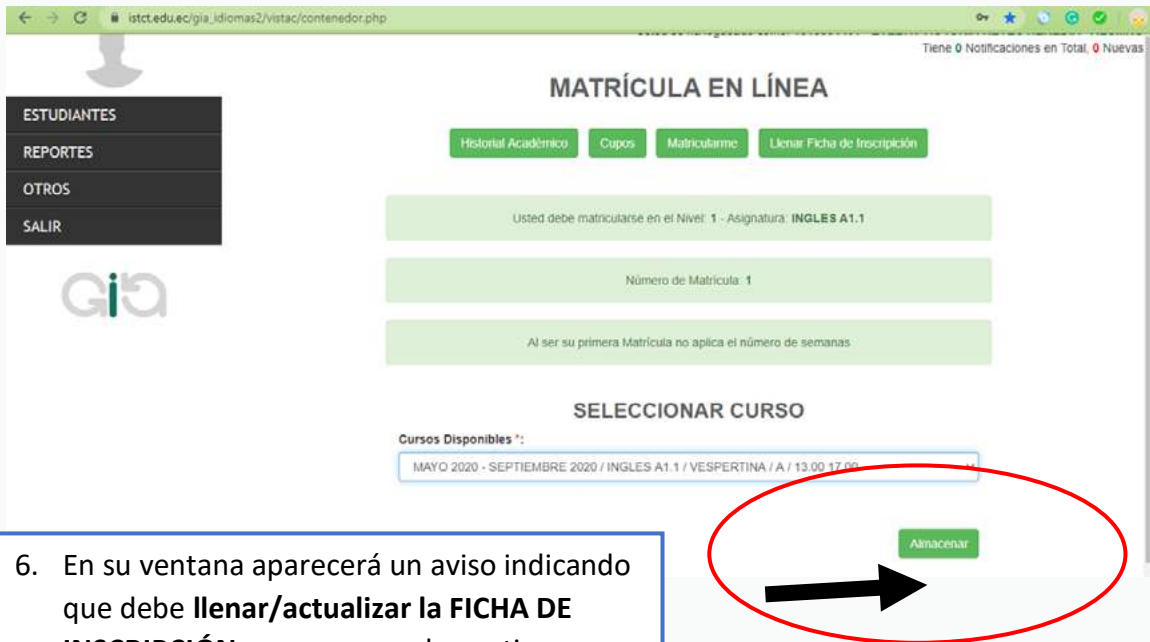 istct.edu.ec/gia_idiomas2/vistac/contenedor.php
Tiene 0 Notificaciones en Total, 0 Nuevas
MATRÍCULA EN LÍNEA
ESTUDIANTES
REPORTES
OTROS
SALIR
Gia
Historial Académico Cupos Matricularme Llenar Ficha de Inscripición
Usted debe matricularse en el Nivel: 1 - Asignatura: INGLES A1.1
Número de Matrícula: 1
Al ser su primera Matrícula no aplica el número de semanas
SELECCIONAR CURSO
Cursos Disponibles *:
MAYO 2020 - SEPTIEMBRE 2020 / INGLES A1.1 / VESPERTINA / A / 13.00 17.00
Almacenar
6. En su ventana aparecerá un aviso indicando
que debe llenar/actualizar la FICHA DE